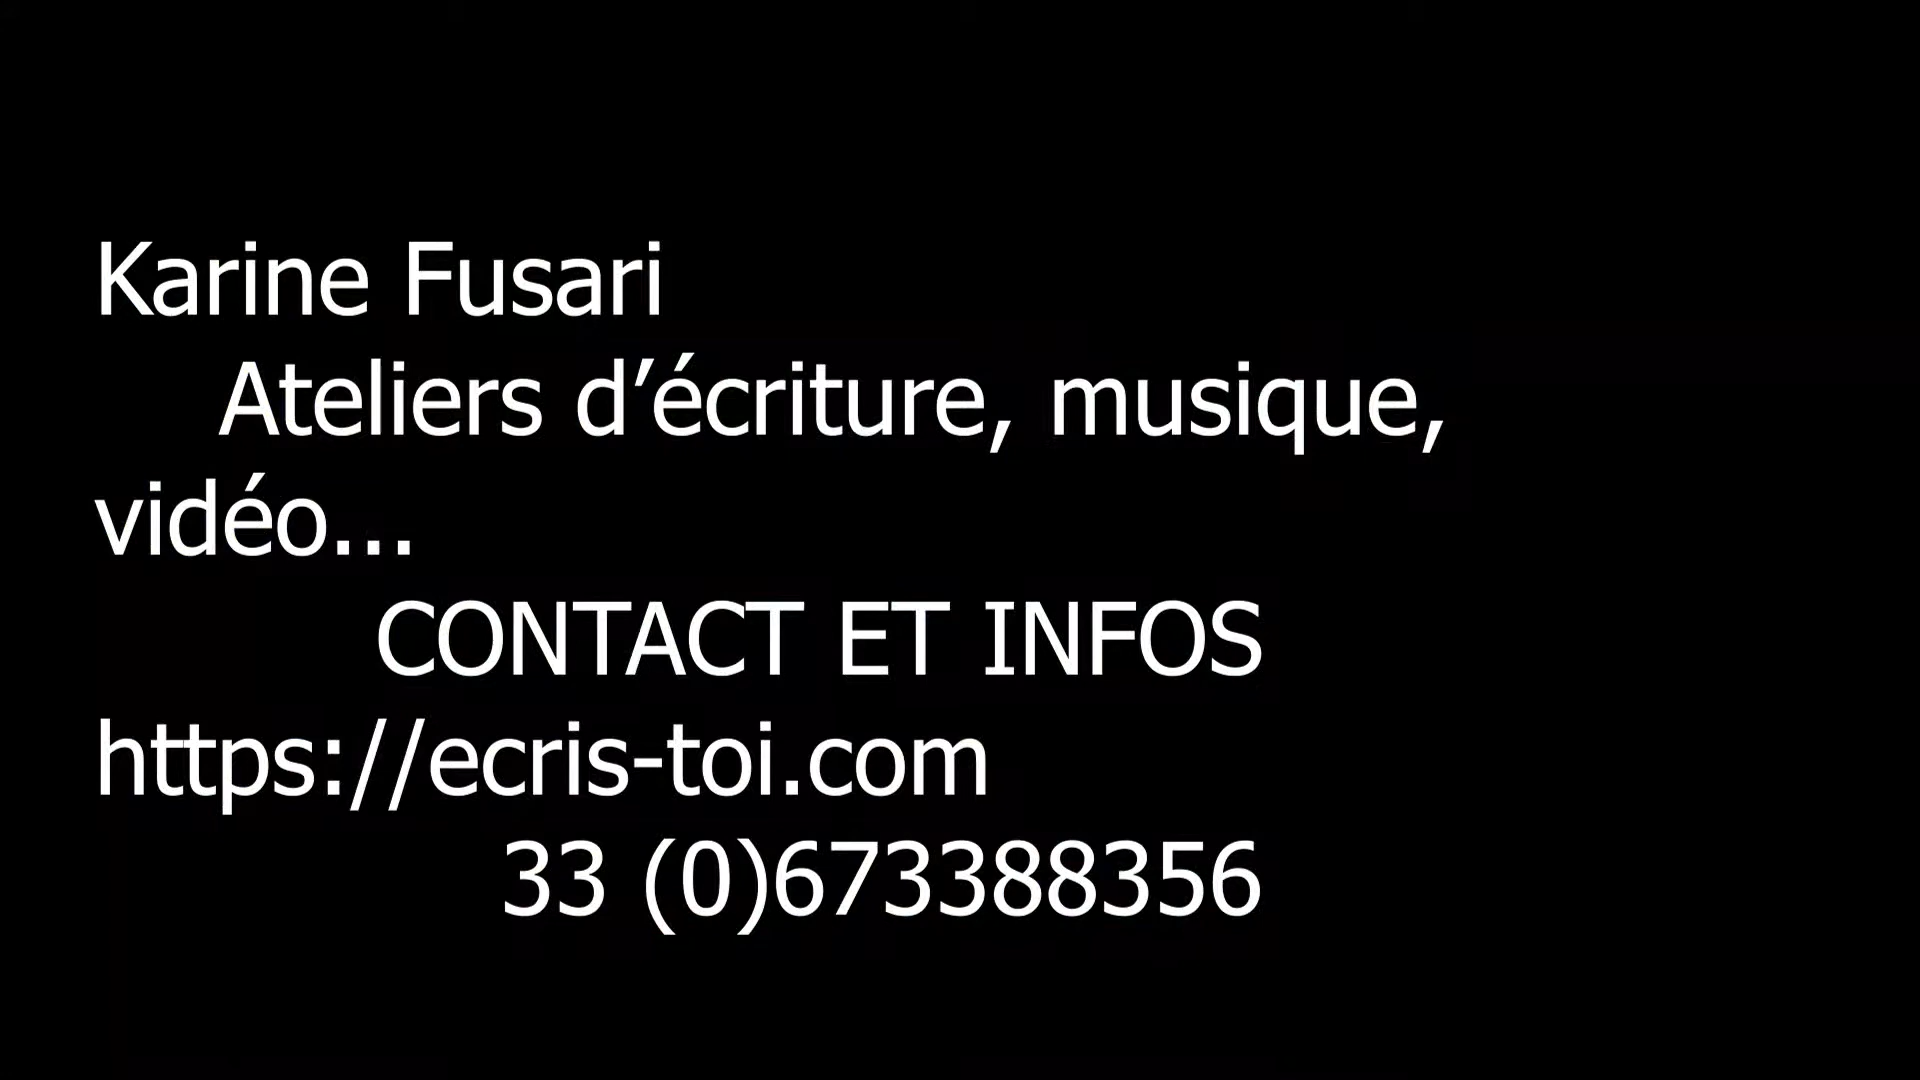 Karine Fusari
Ateliers d’écriture, musique,
vidéo...
CONTACT ET INFOS
https://ecris-toi.com
33 (0)673388356